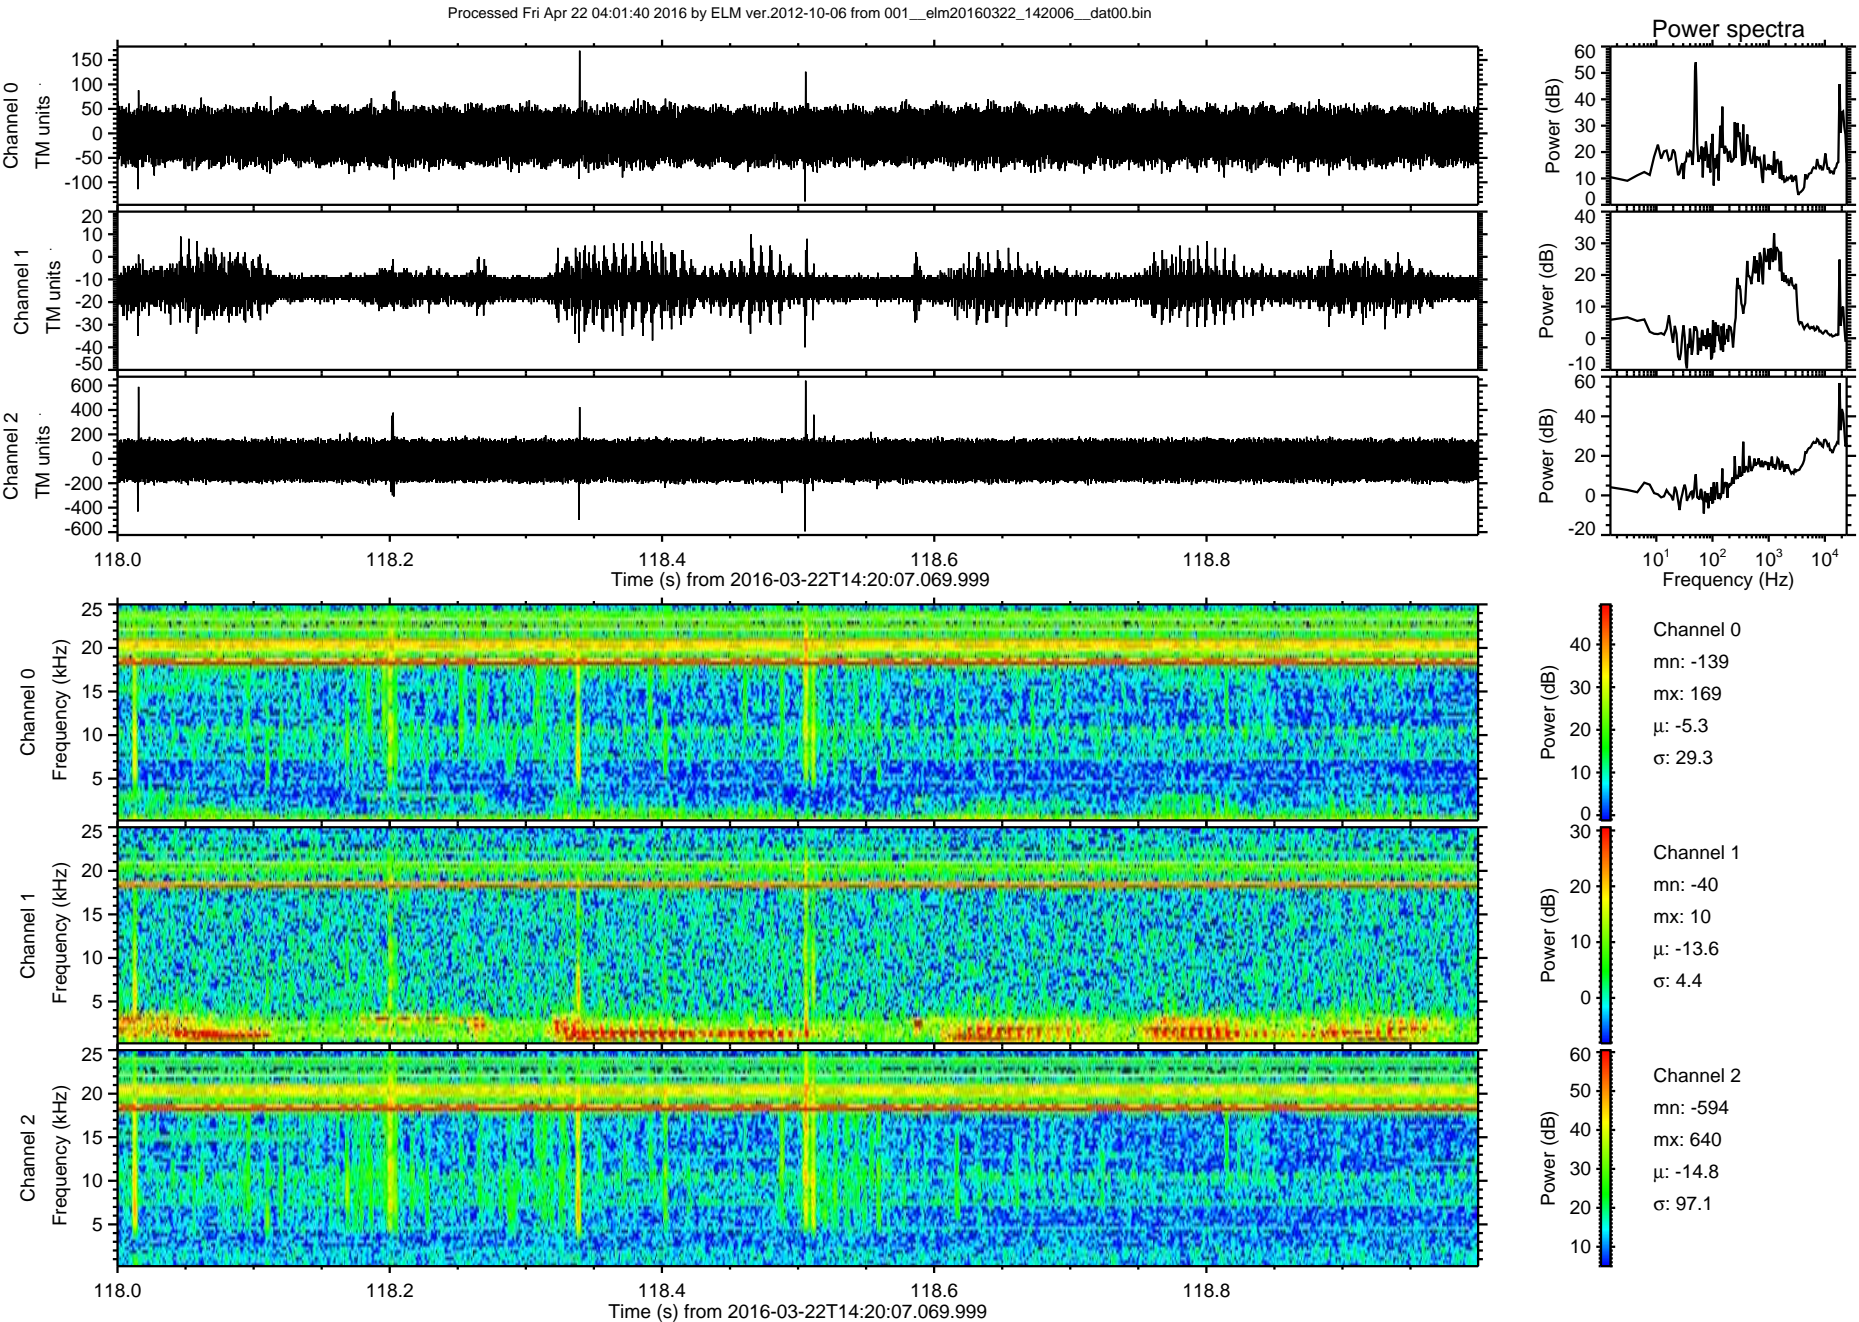 Processed Fri Apr 22 04:01:40 2016 by ELM ver.2012-10-06 from 001__elm20160322_142006__dat00.bin
Power spectra
Channel 0
TM units
150
100
50
0
-50
-100
Power (dB)
60
50
40
30
20
10
0
Channel 1
TM units
20
10
0
-10
-20
-30
-40
-50
Power (dB)
40
30
20
10
0
-10
Channel 2
TM units
600
400
200
0
-200
-400
-600
Power (dB)
60
40
20
0
-20
118.0 118.2 118.4 118.6 118.8
Time (s) from 2016-03-22T14:20:07.069.999
10^1 10^2 10^3 10^4
Frequency (Hz)
Channel 0
Frequency (kHz)
25
20
15
10
5
Power (dB)
40
30
20
10
0
Channel 0
mn: -139
mx: 169
μ: -5.3
σ: 29.3
Channel 1
Frequency (kHz)
25
20
15
10
5
Power (dB)
30
20
10
0
Channel 1
mn: -40
mx: 10
μ: -13.6
σ: 4.4
Channel 2
Frequency (kHz)
25
20
15
10
5
Power (dB)
60
50
40
30
20
10
Channel 2
mn: -594
mx: 640
μ: -14.8
σ: 97.1
118.0 118.2 118.4 118.6 118.8
Time (s) from 2016-03-22T14:20:07.069.999